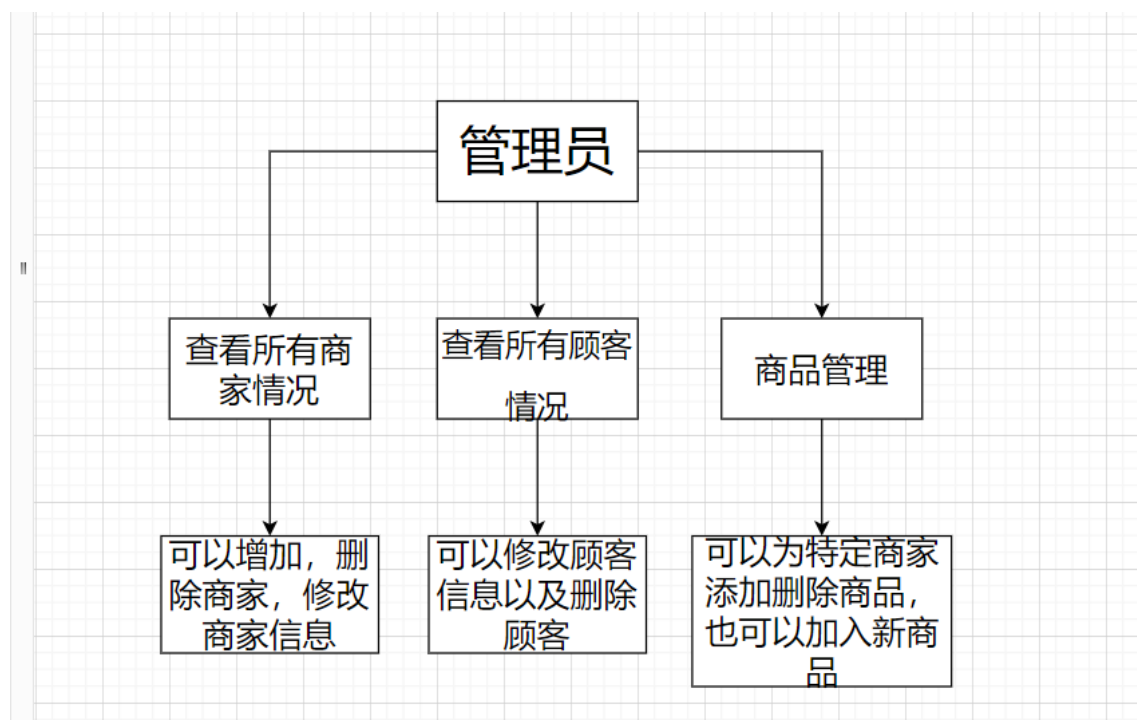 管理员
查看所有商
家情况
查看所有顾客
情况
商品管理
可以增加，删
除商家，修改
商家信息
可以修改顾客
信息以及删除
顾客
可以为特定商家
添加删除商品，
也可以加入新商
品